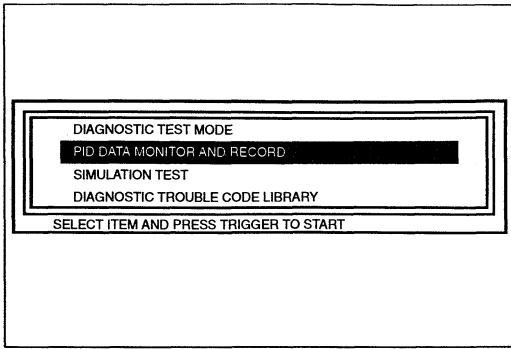 DIAGNOSTIC TEST MODE
PID DATA MONITOR AND RECORD
SIMULATION TEST
DIAGNOSTIC TROUBLE CODE LIBRARY
SELECT ITEM AND PRESS TRIGGER TO START